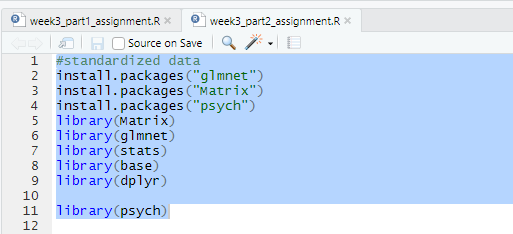 week3_part1_assignment.R × week3_part2_assignment.R ×
Source on Save
1 #standardized data
2 install.packages("glmnet")
3 install.packages("Matrix")
4 install.packages("psych")
5 library(Matrix)
6 library(glmnet)
7 library(stats)
8 library(base)
9 library(dplyr)
10
11 library(psych)
12